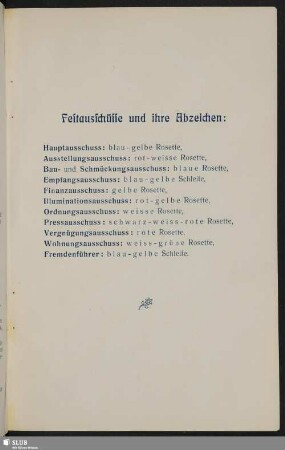 Festausschüsse und ihre Abzeichen:
Hauptausschuss: blau-gelbe Rosette,
Ausstellungsausschuss: rot-weisse Rosette,
Bau- und Schmückungsausschuss: blaue Rosette,
Empfangsausschuss: blau-gelbe Schleife,
Finanzausschuss: gelbe Rosette,
Illuminationsausschuss: rot-gelbe Rosette,
Ordnungsausschuss: weisse Rosette,
Pressausschuss: schwarz-weiss-rote Rosette,
Vergnügungsausschuss: rote Rosette,
Wohnungsausschuss: weiss-grüne Rosette,
Fremdenführer: blau-gelbe Schleife.
SLUB